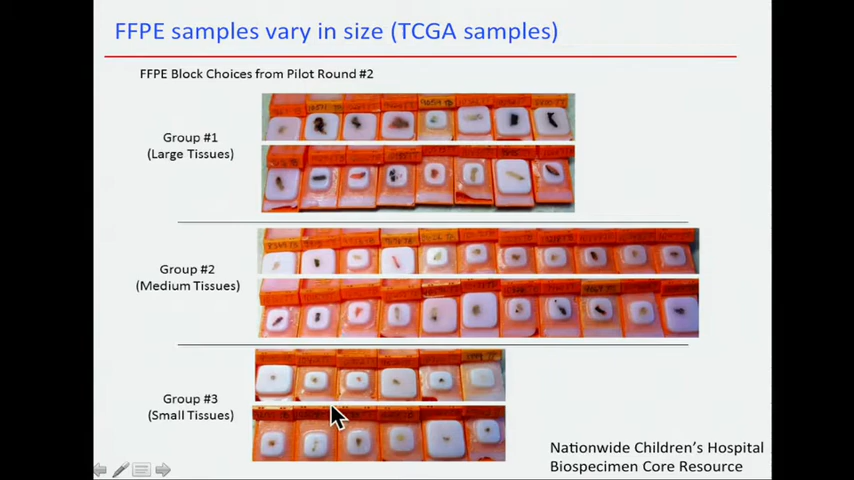 FFPE samples vary in size (TCGA samples)
FFPE Block Choices from Pilot Round #2
Group #1
(Large Tissues)
Group #2
(Medium Tissues)
Group #3
(Small Tissues)
Nationwide Children's Hospital
Biospecimen Core Resource